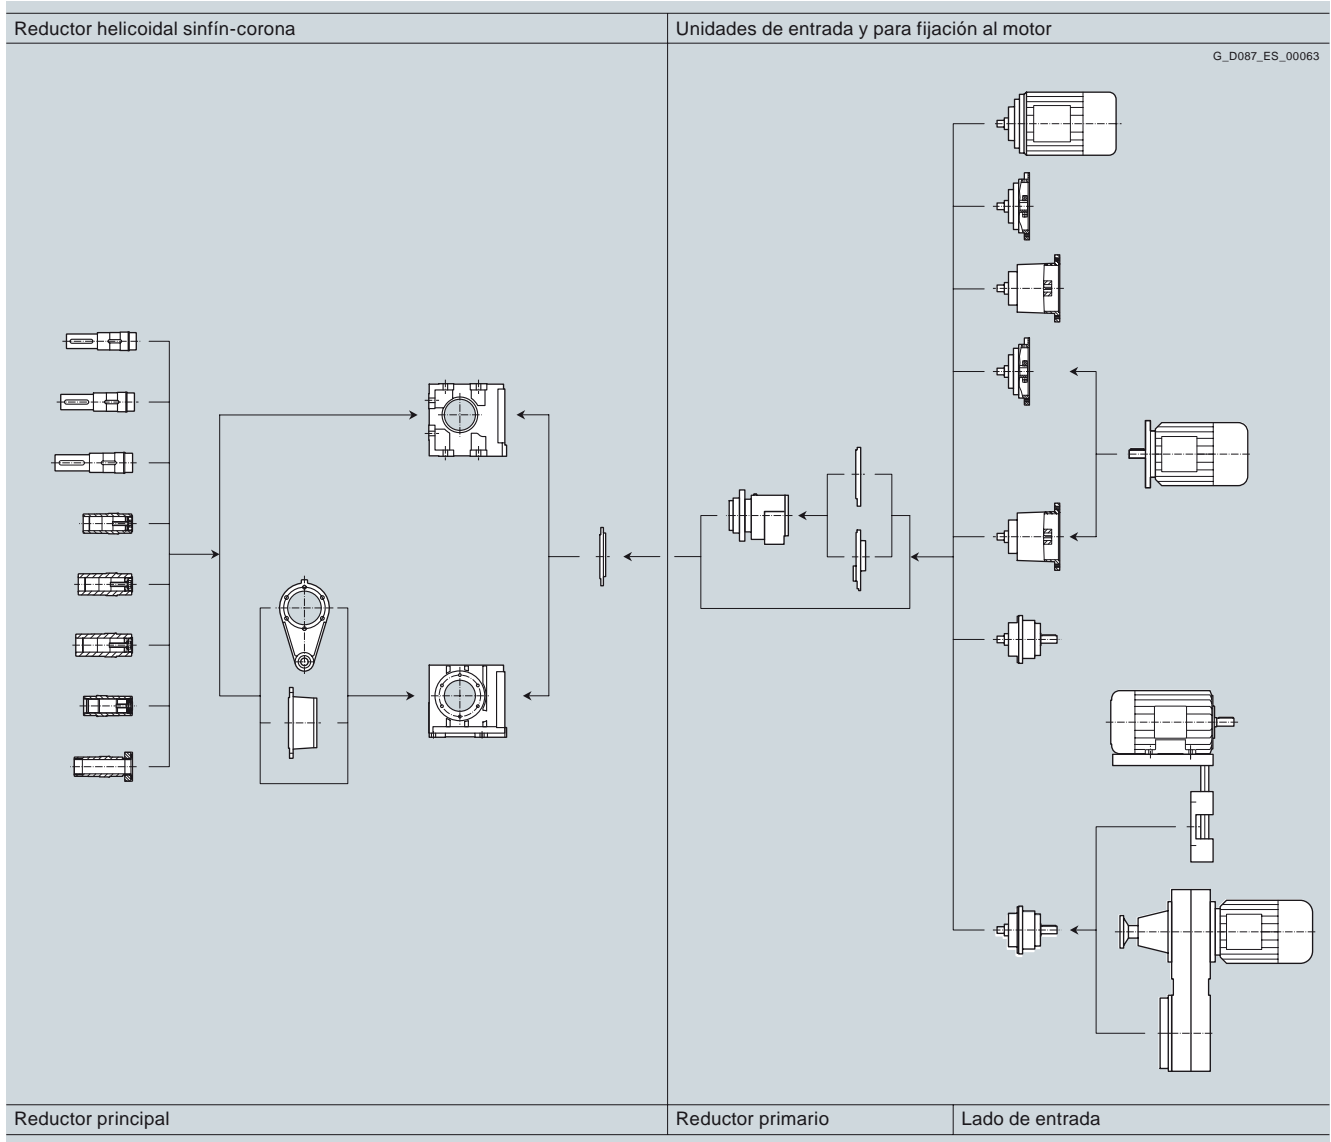 Reductor helicoidal sinfín-corona
Unidades de entrada y para fijación al motor
G_D087_ES_00063
Reductor principal
Reductor primario
Lado de entrada